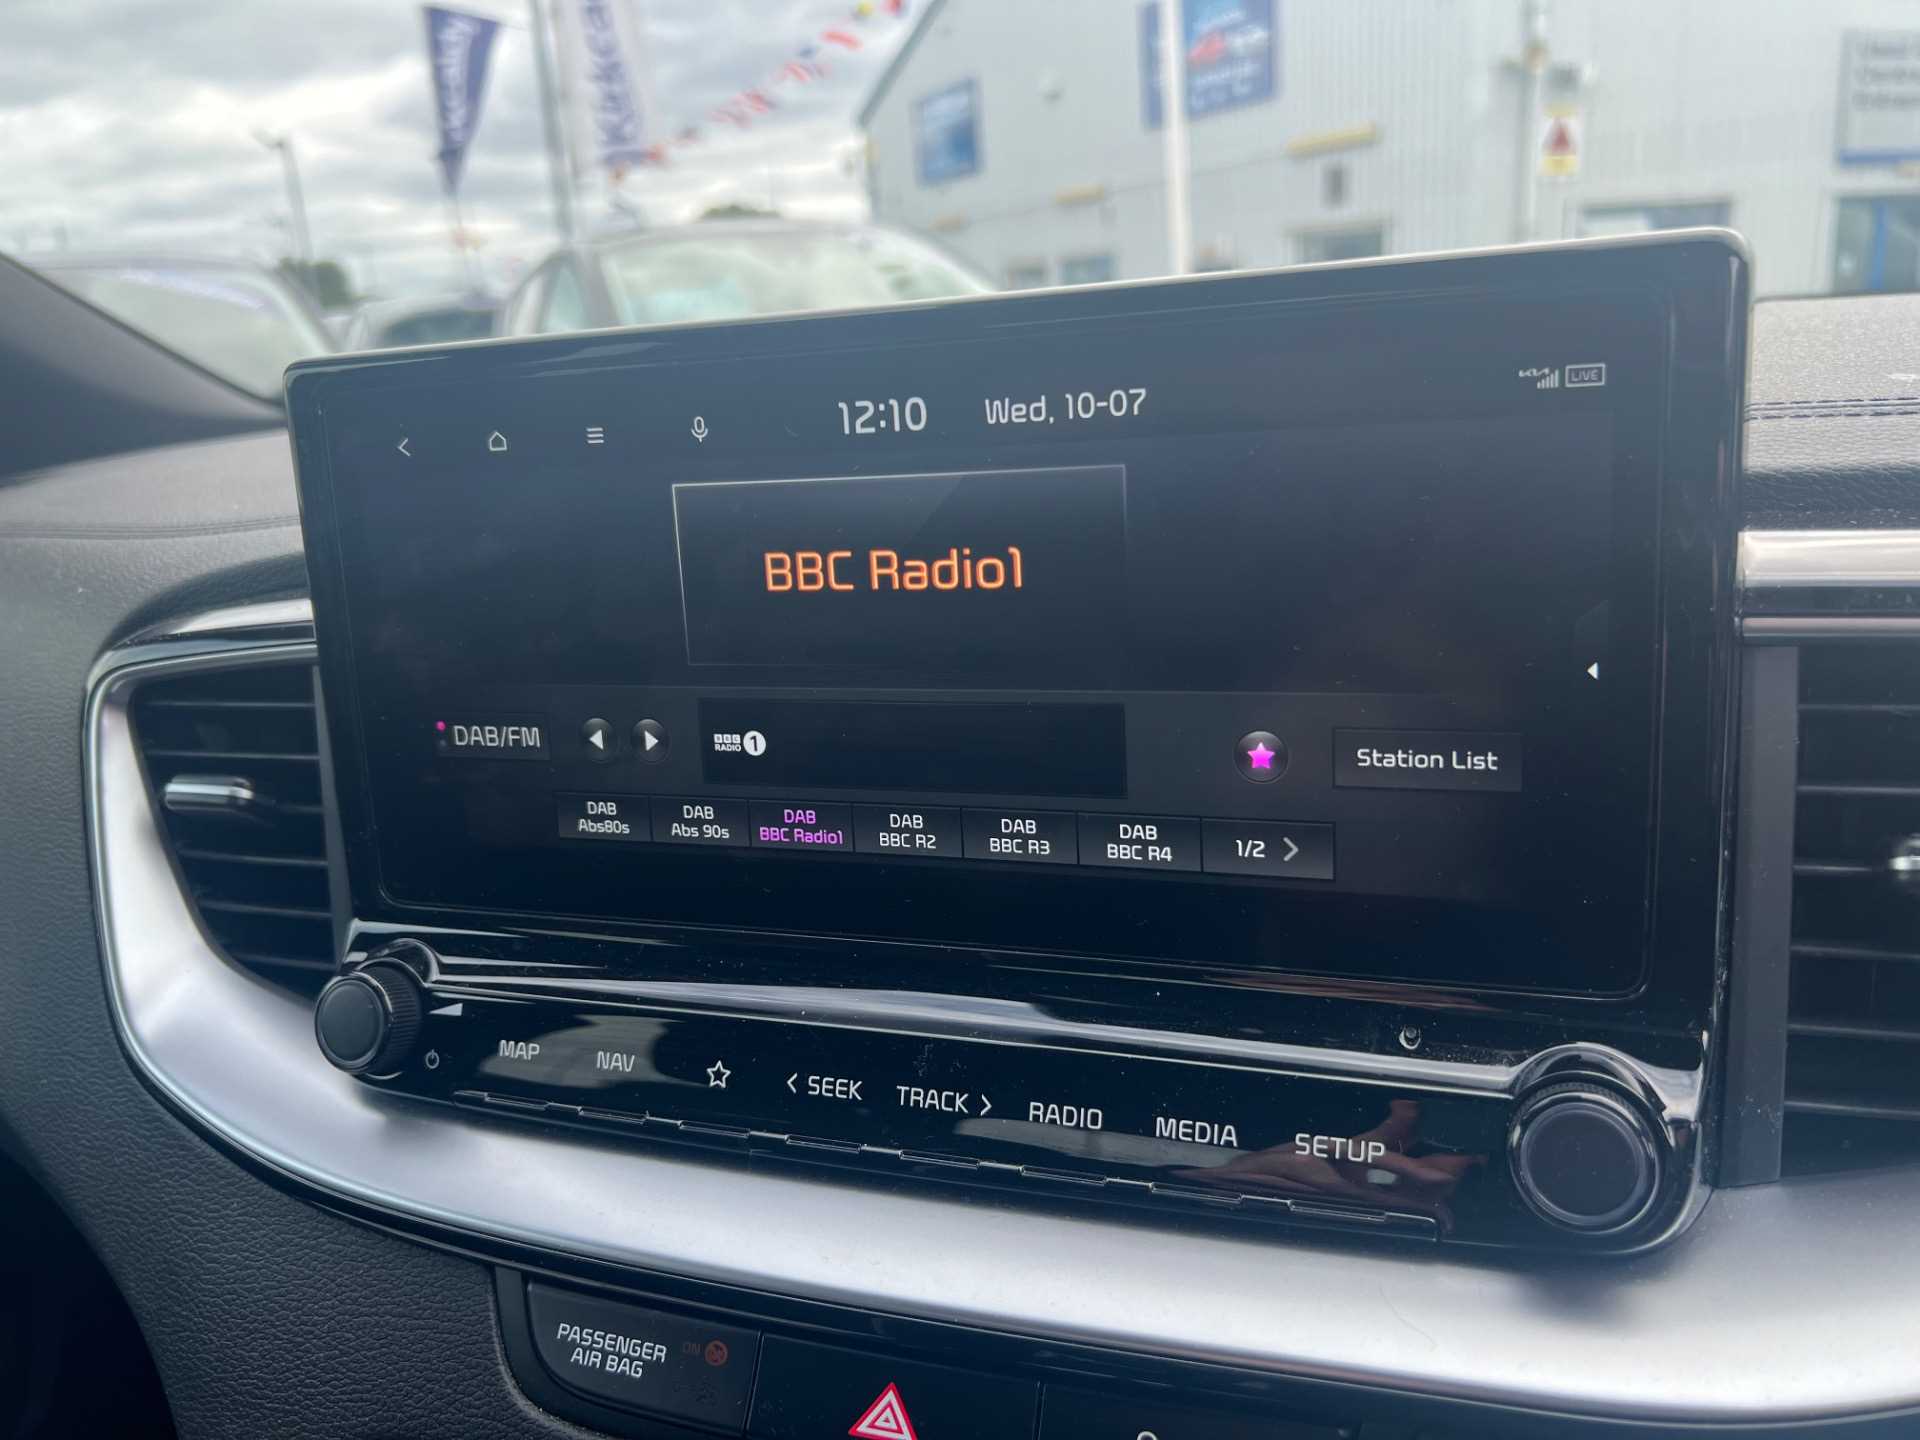 12:10 Wed, 10-07
LIVE
BBC Radio1
DAB/FM
BBC RADIO 1
Station List
DAB Abs80s
DAB Abs 90s
DAB BBC Radio1
DAB BBC R2
DAB BBC R3
DAB BBC R4
1/2
MAP
NAV
SEEK
TRACK
RADIO
MEDIA
SETUP
PASSENGER
AIR BAG
ON